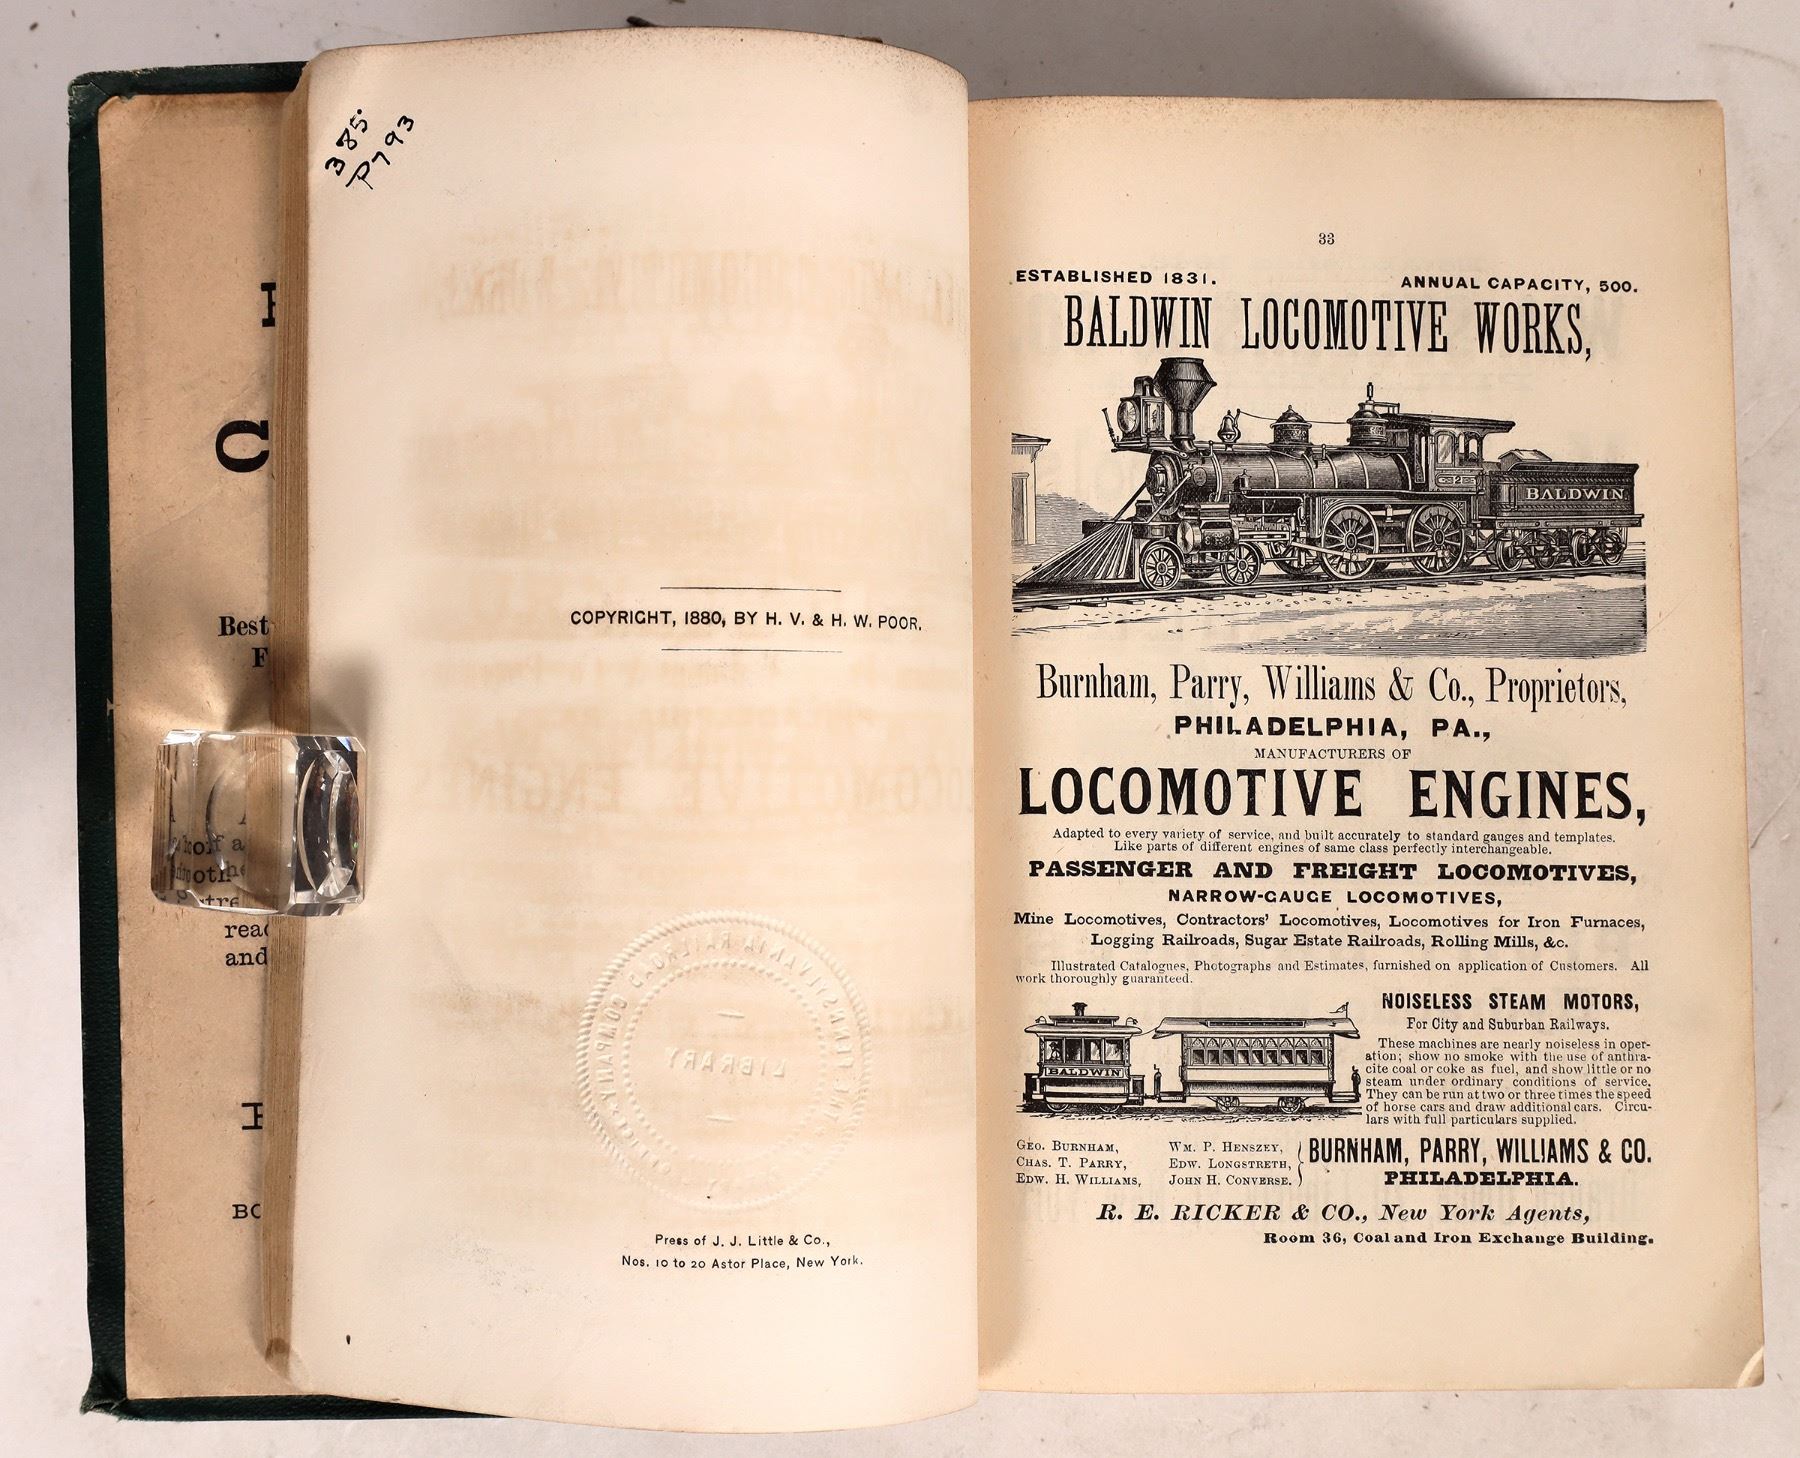 385.
P793
Best
F
read
and
COPYRIGHT, 1880, BY H. V. & H. W. POOR.
LIBRARY
Press of J. J. Little & Co.,
Nos. 10 to 20 Astor Place, New York.
33
ESTABLISHED 1831. ANNUAL CAPACITY, 500.
BALDWIN LOCOMOTIVE WORKS,
2
BALDWIN.
Burnham, Parry, Williams & Co., Proprietors,
PHILADELPHIA, PA.,
MANUFACTURERS OF
LOCOMOTIVE ENGINES,
Adapted to every variety of service, and built accurately to standard gauges and templates.
Like parts of different engines of same class perfectly interchangeable.
PASSENGER AND FREIGHT LOCOMOTIVES,
NARROW-GAUGE LOCOMOTIVES,
Mine Locomotives, Contractors' Locomotives, Locomotives for Iron Furnaces,
Logging Railroads, Sugar Estate Railroads, Rolling Mills, &c.
Illustrated Catalogues, Photographs and Estimates, furnished on application of Customers. All
work thoroughly guaranteed.
BALDWIN
NOISELESS STEAM MOTORS,
For City and Suburban Railways.
These machines are nearly noiseless in oper-
ation; show no smoke with the use of anthra-
cite coal or coke as fuel, and show little or no
steam under ordinary conditions of service.
They can be run at two or three times the speed
of horse cars and draw additional cars. Circu-
lars with full particulars supplied.
GEO. BURNHAM, WM. P. HENSZEY,
CHAS. T. PARRY, EDW. LONGSTRETH,
EDW. H. WILLIAMS, JOHN H. CONVERSE.
BURNHAM, PARRY, WILLIAMS & CO.
PHILADELPHIA.
R. E. RICKER & CO., New York Agents,
Room 36, Coal and Iron Exchange Building.